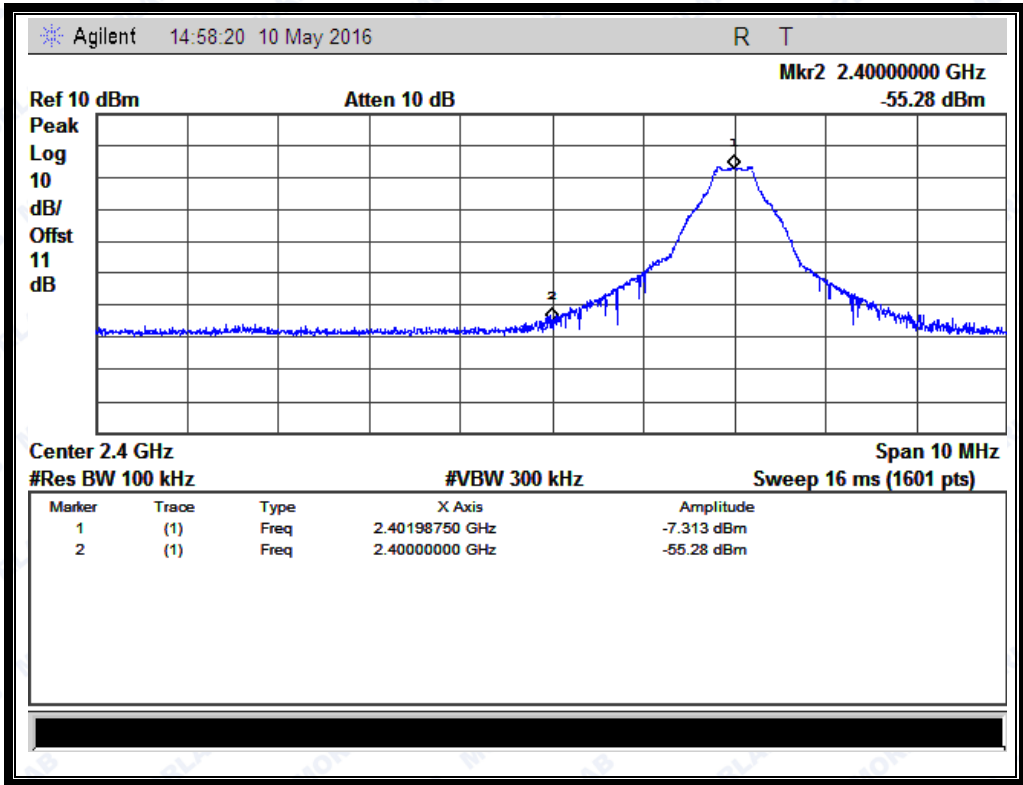 Agilent 14:58:20 10 May 2016 R T
Mkr2 2.40000000 GHz
Ref 10 dBm Atten 10 dB -55.28 dBm
Peak
Log
10
dB/
Offst
11
dB
1
2
Center 2.4 GHz Span 10 MHz
#Res BW 100 kHz #VBW 300 kHz Sweep 16 ms (1601 pts)
Marker Trace Type X Axis Amplitude
1 (1) Freq 2.40198750 GHz -7.313 dBm
2 (1) Freq 2.40000000 GHz -55.28 dBm